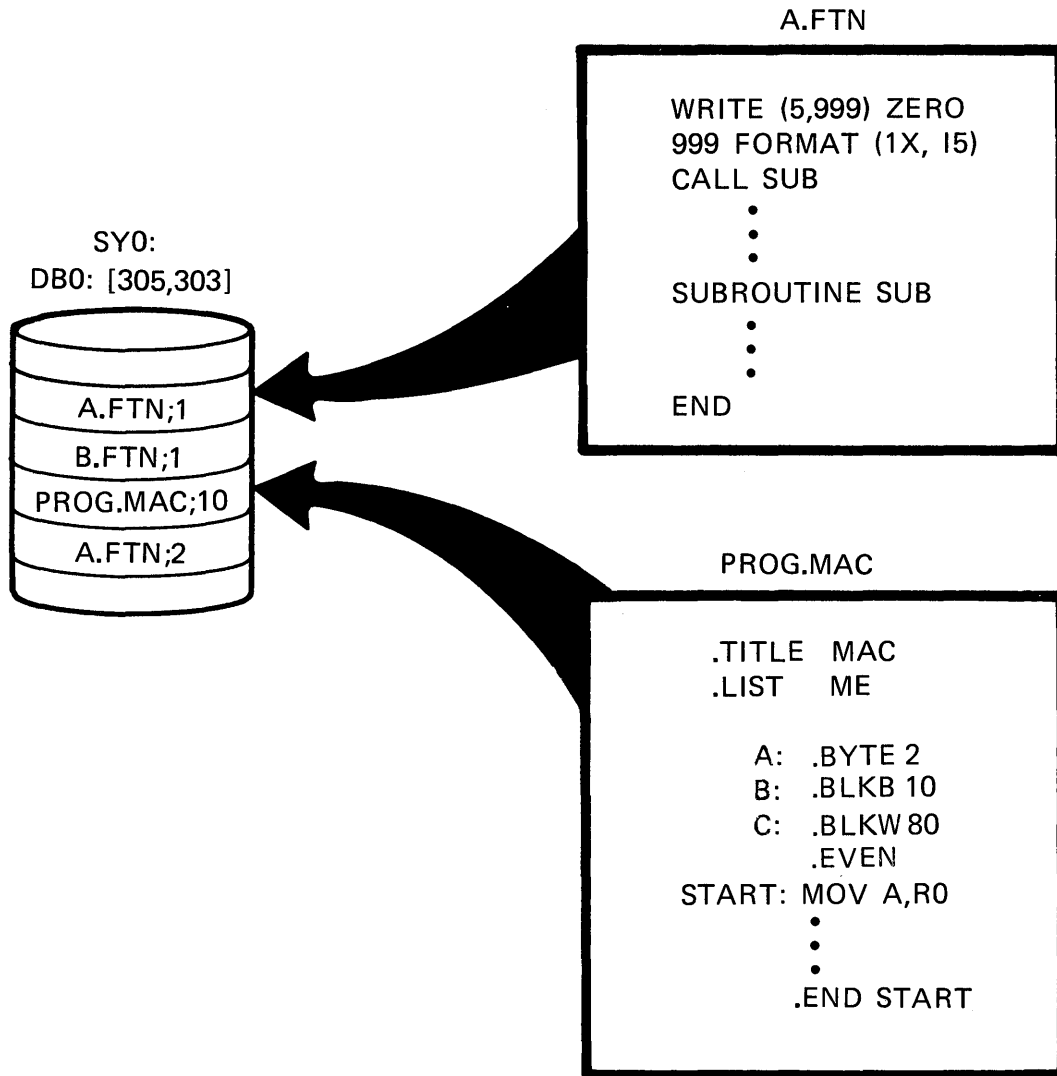 A.FTN
WRITE (5,999) ZERO
999 FORMAT (1X, I5)
CALL SUB
SUBROUTINE SUB
END
SY0:
DB0: [305,303]
A.FTN;1
B.FTN;1
PROG.MAC;10
A.FTN;2
PROG.MAC
.TITLE MAC
.LIST ME
A: .BYTE 2
B: .BLKB 10
C: .BLKW 80
.EVEN
START: MOV A,R0
.END START